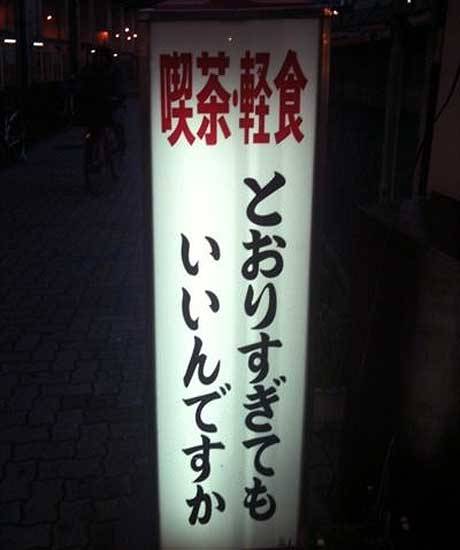 喫茶・軽食
とおりすぎても
いいんですか